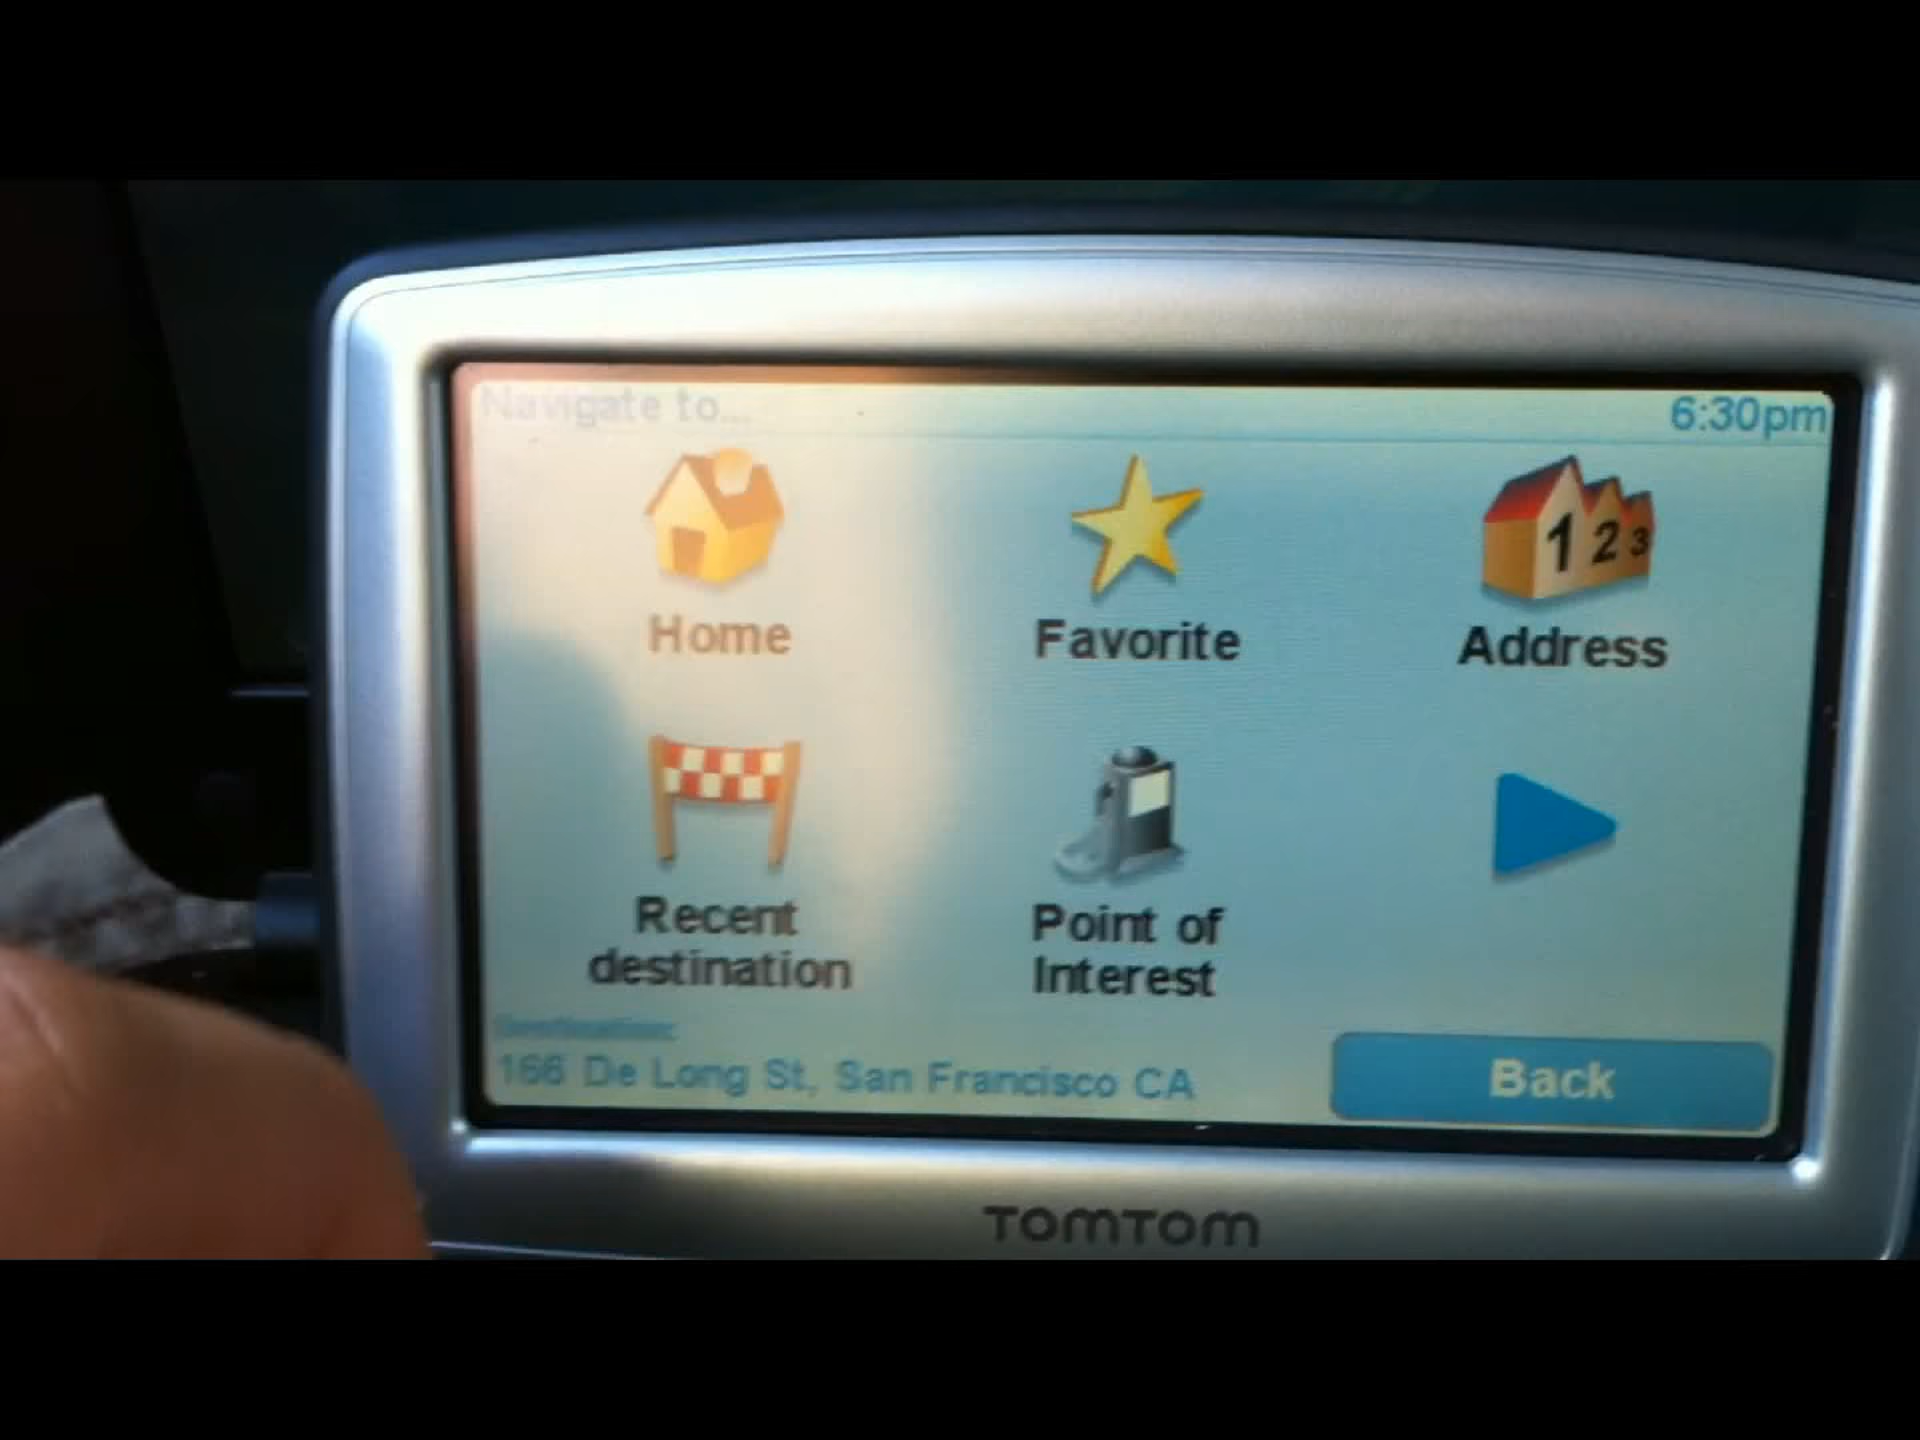 Navigate to...
6:30pm
1 2 3
Home
Favorite
Address
Recent
destination
Point of
Interest
Destination:
166 De Long St, San Francisco CA
Back
TOMTOM